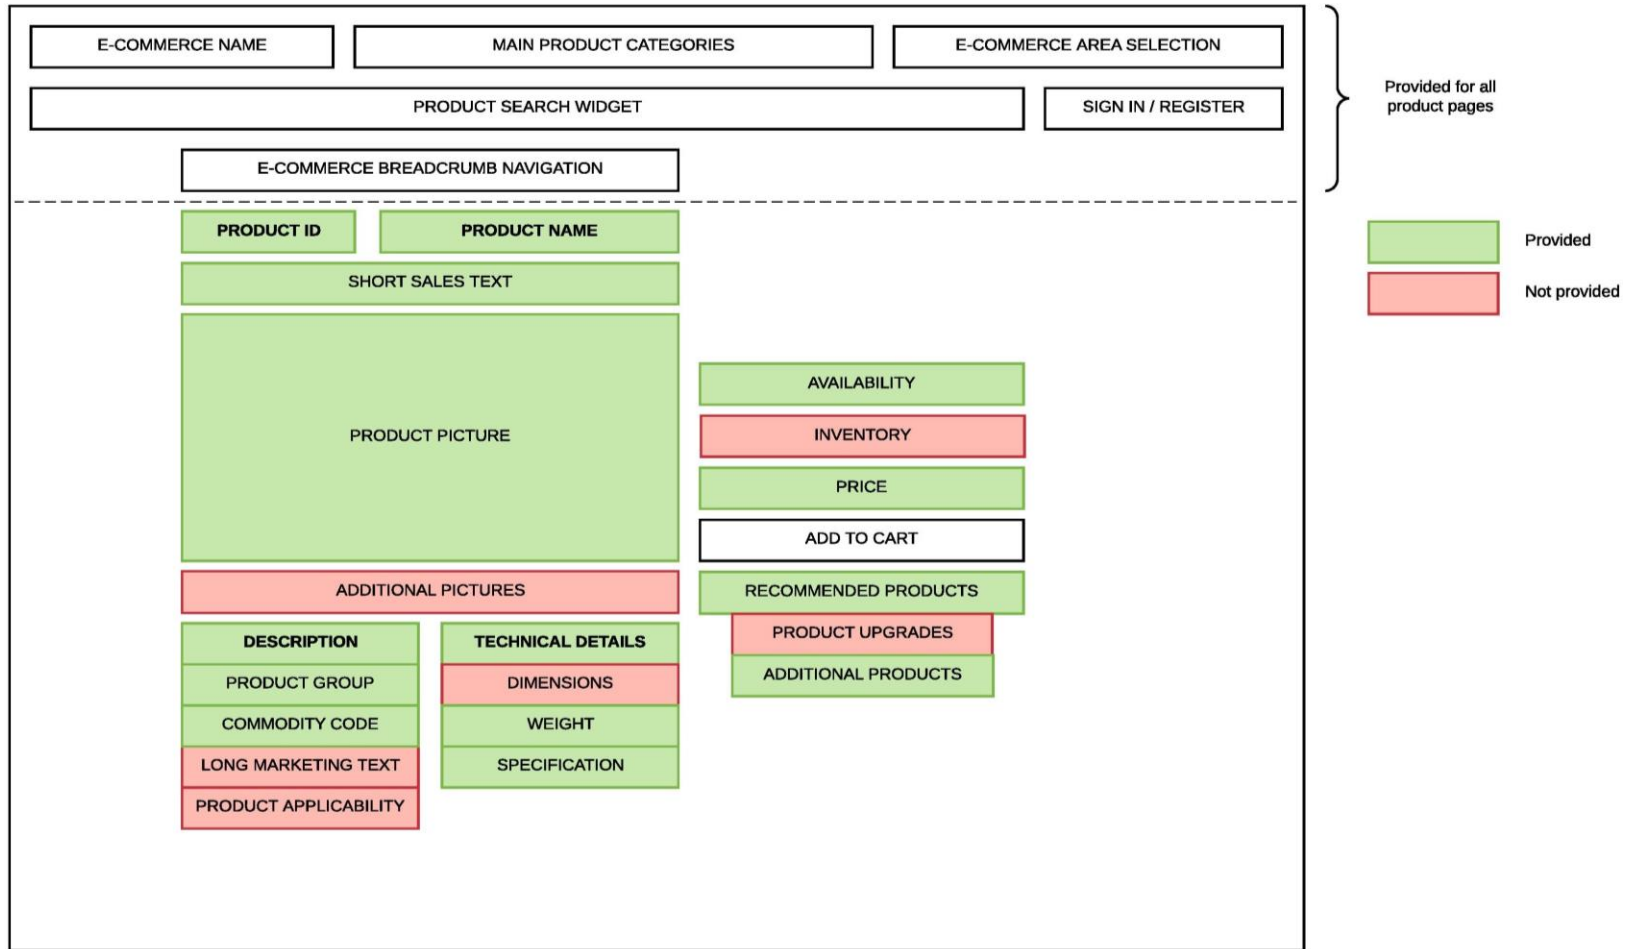 E-COMMERCE NAME
MAIN PRODUCT CATEGORIES
E-COMMERCE AREA SELECTION
PRODUCT SEARCH WIDGET
SIGN IN / REGISTER
Provided for all
product pages
E-COMMERCE BREADCRUMB NAVIGATION
PRODUCT ID
PRODUCT NAME
SHORT SALES TEXT
PRODUCT PICTURE
ADDITIONAL PICTURES
DESCRIPTION
PRODUCT GROUP
COMMODITY CODE
LONG MARKETING TEXT
PRODUCT APPLICABILITY
TECHNICAL DETAILS
DIMENSIONS
WEIGHT
SPECIFICATION
AVAILABILITY
INVENTORY
PRICE
ADD TO CART
RECOMMENDED PRODUCTS
PRODUCT UPGRADES
ADDITIONAL PRODUCTS
Provided
Not provided